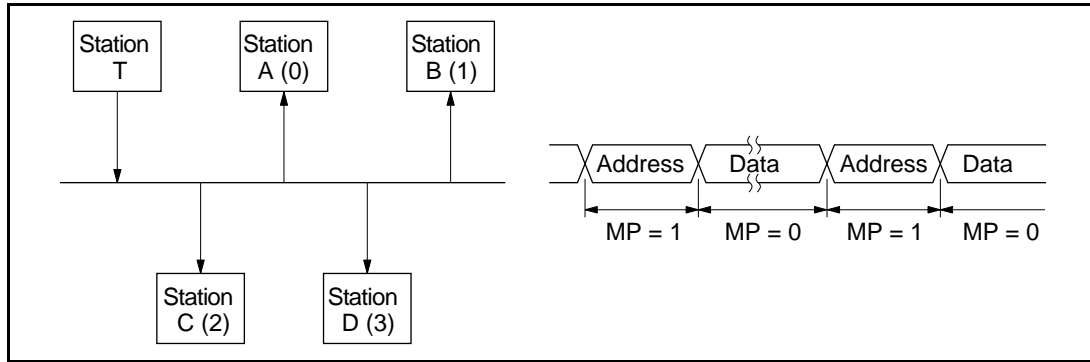 Station
T
Station
A (0)
Station
B (1)
Station
C (2)
Station
D (3)
Address
Data
Address
Data
MP = 1
MP = 0
MP = 1
MP = 0